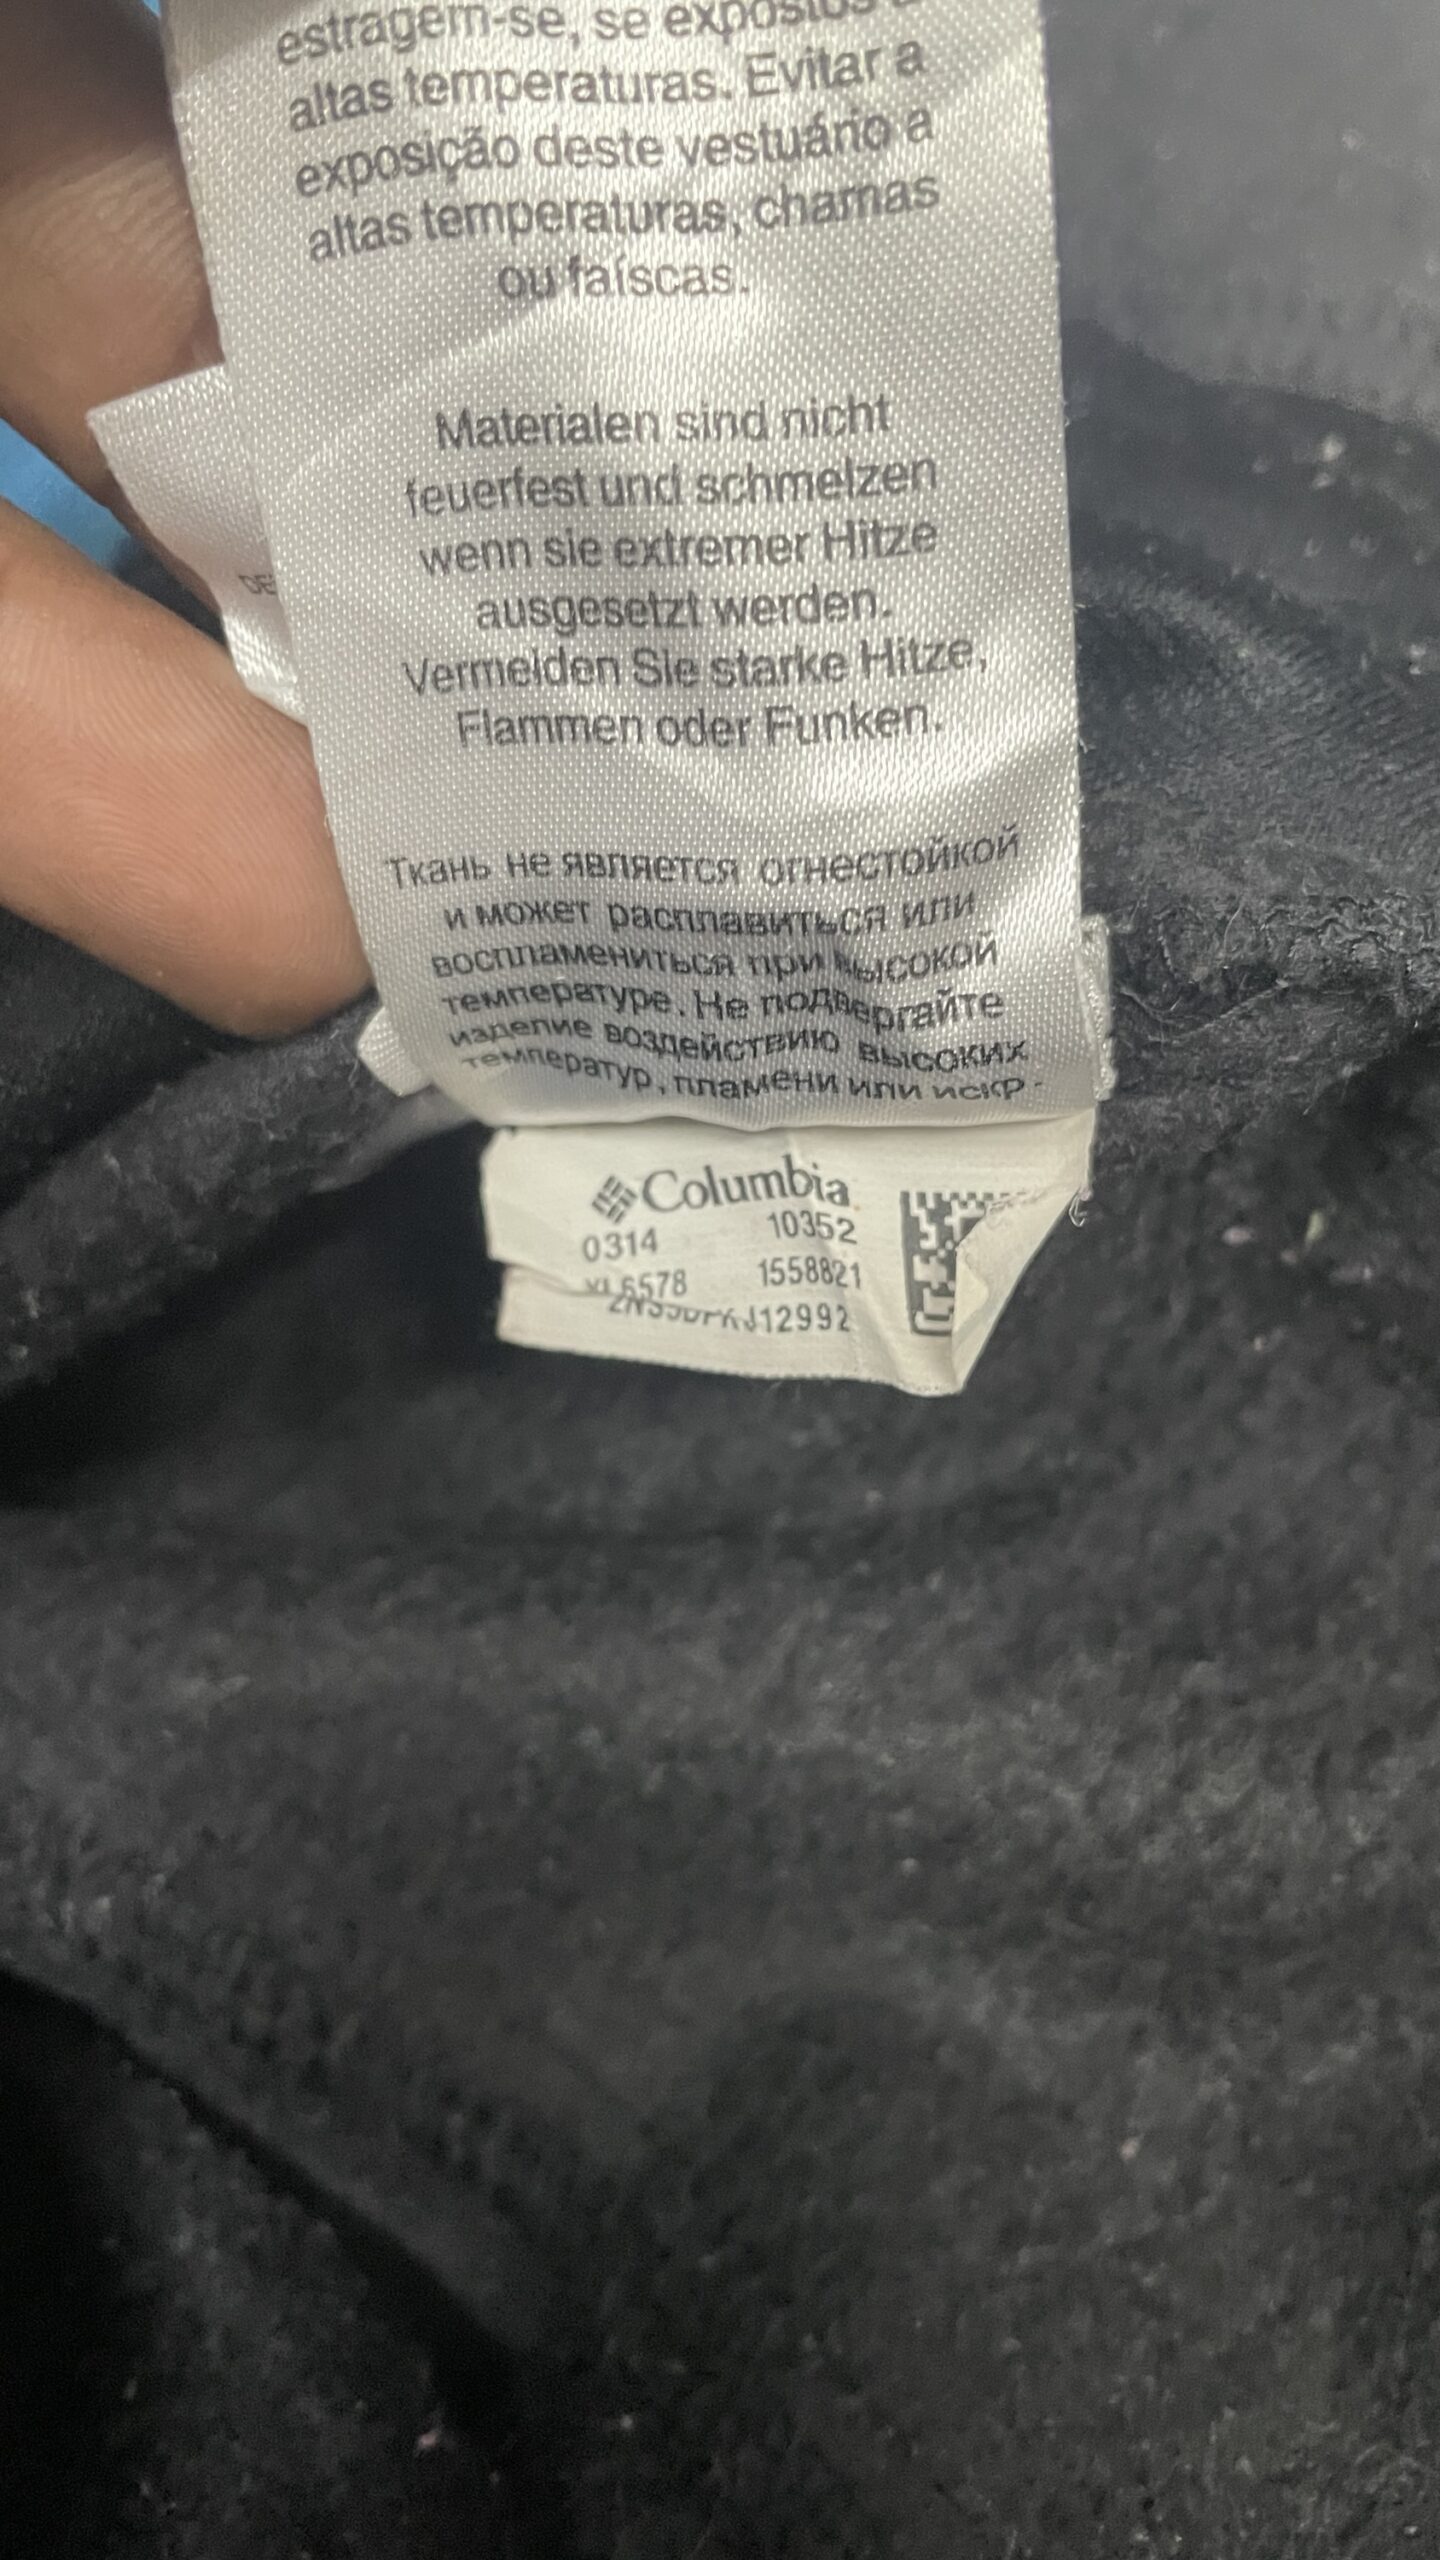 estragem-se, se expostos a
altas temperaturas. Evitar a
exposição deste vestuário a
altas temperaturas, chamas
ou faíscas.
Materialen sind nicht
feuerfest und schmelzen
wenn sie extremer Hitze
ausgesetzt werden.
Vermeiden Sie starke Hitze,
Flammen oder Funken.
Ткань не является огнестойкой
и может расплавиться или
воспламениться при высокой
температуре. Не подвергайте
изделие воздействию высоких
температур, пламени или искр.
Columbia
0314 10352
6578 1558821